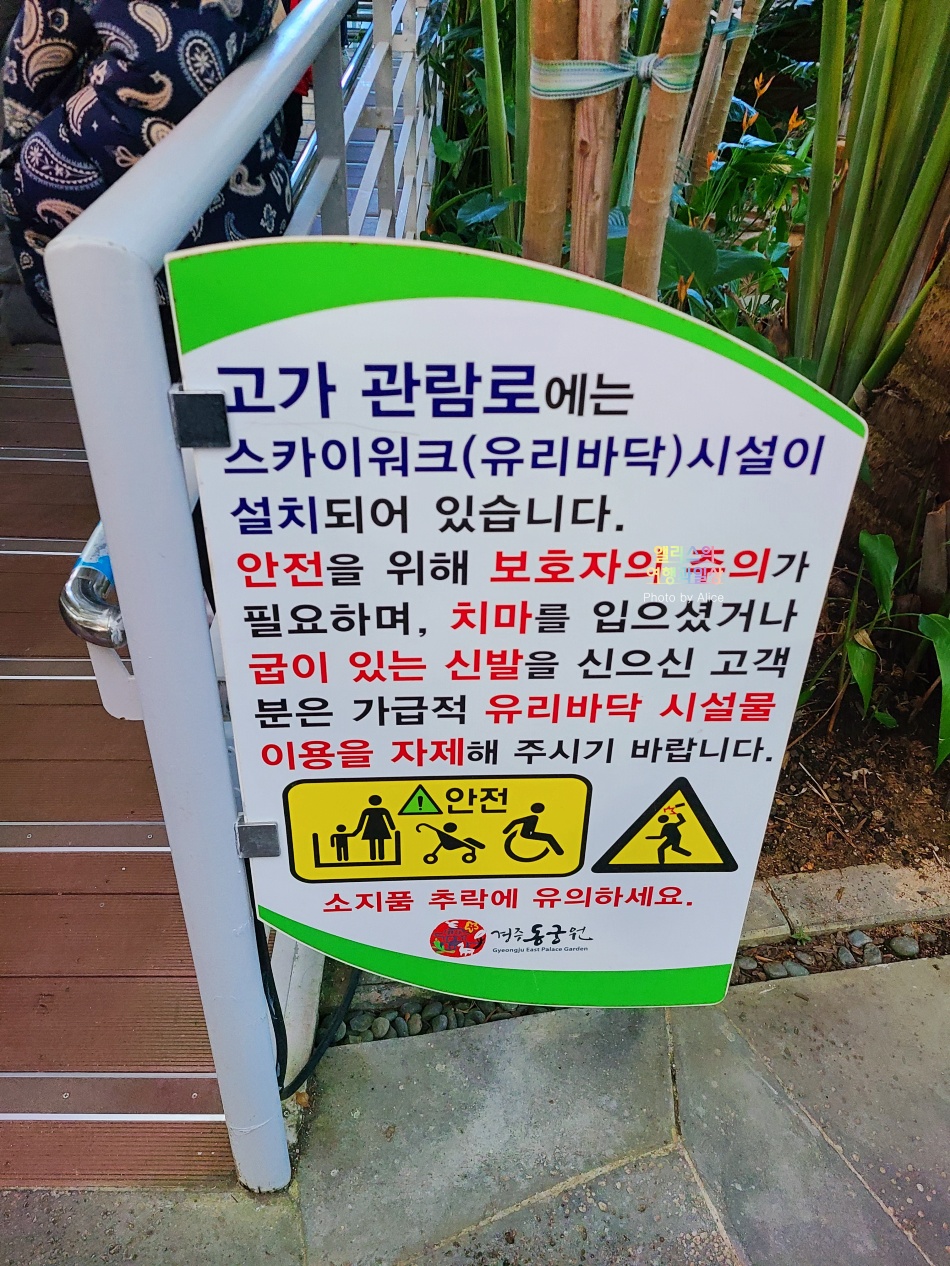 고가 관람로에는
스카이워크(유리바닥)시설이
설치되어 있습니다.
안전을 위해 보호자의 주의가
필요하며, 치마를 입으셨거나
굽이 있는 신발을 신으신 고객
분은 가급적 유리바닥 시설물
이용을 자제해 주시기 바랍니다.
안전
소지품 추락에 유의하세요.
경주 동궁원
Gyeongju East Palace Garden
앨리스의
Photo by Alice